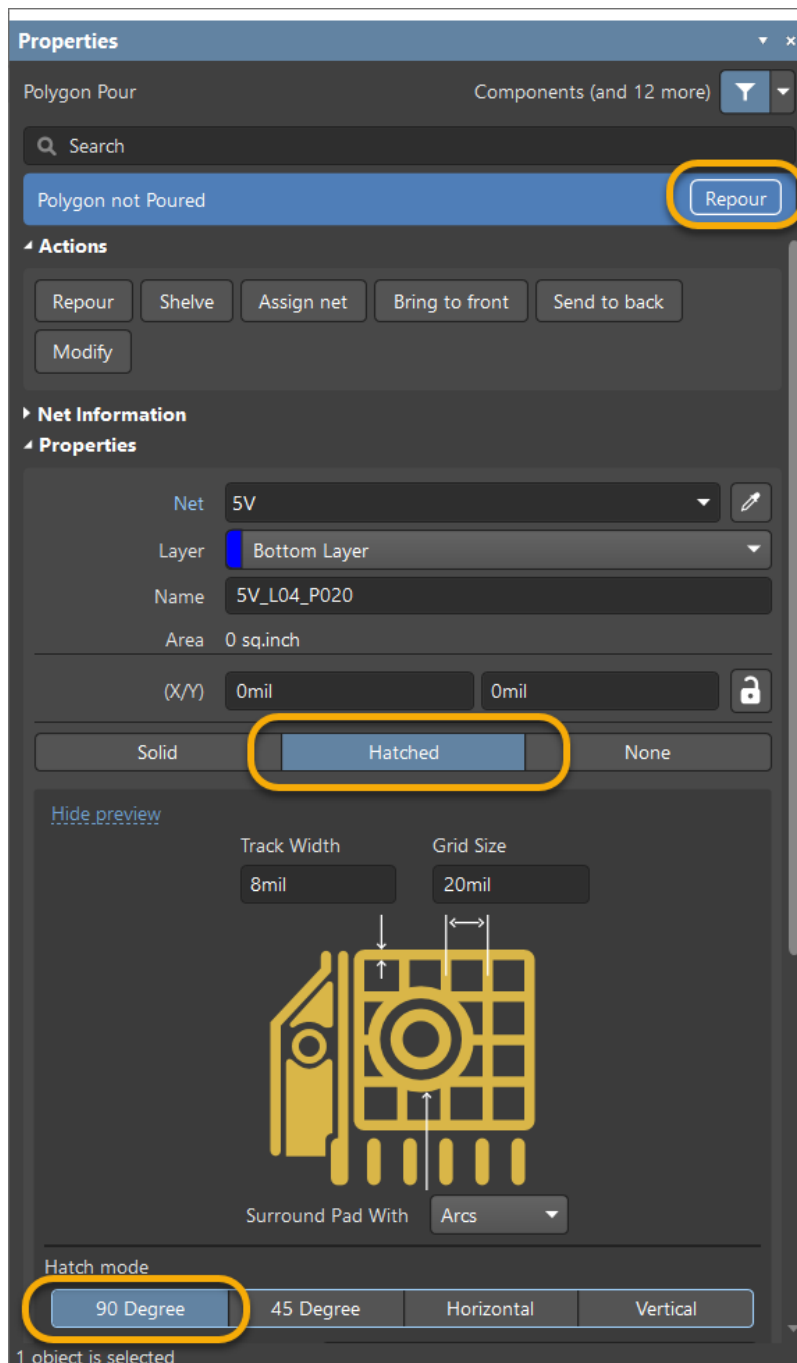 Properties
Polygon Pour Components (and 12 more)
Search
Polygon not Poured Repour
Actions
Repour Shelve Assign net Bring to front Send to back
Modify
Net Information
Properties
Net 5V
Layer Bottom Layer
Name 5V_L04_P020
Area 0 sq.inch
(X/Y) 0mil 0mil
Solid Hatched None
Hide preview
Track Width Grid Size
8mil 20mil
Surround Pad With Arcs
Hatch mode
90 Degree 45 Degree Horizontal Vertical
1 object is selected